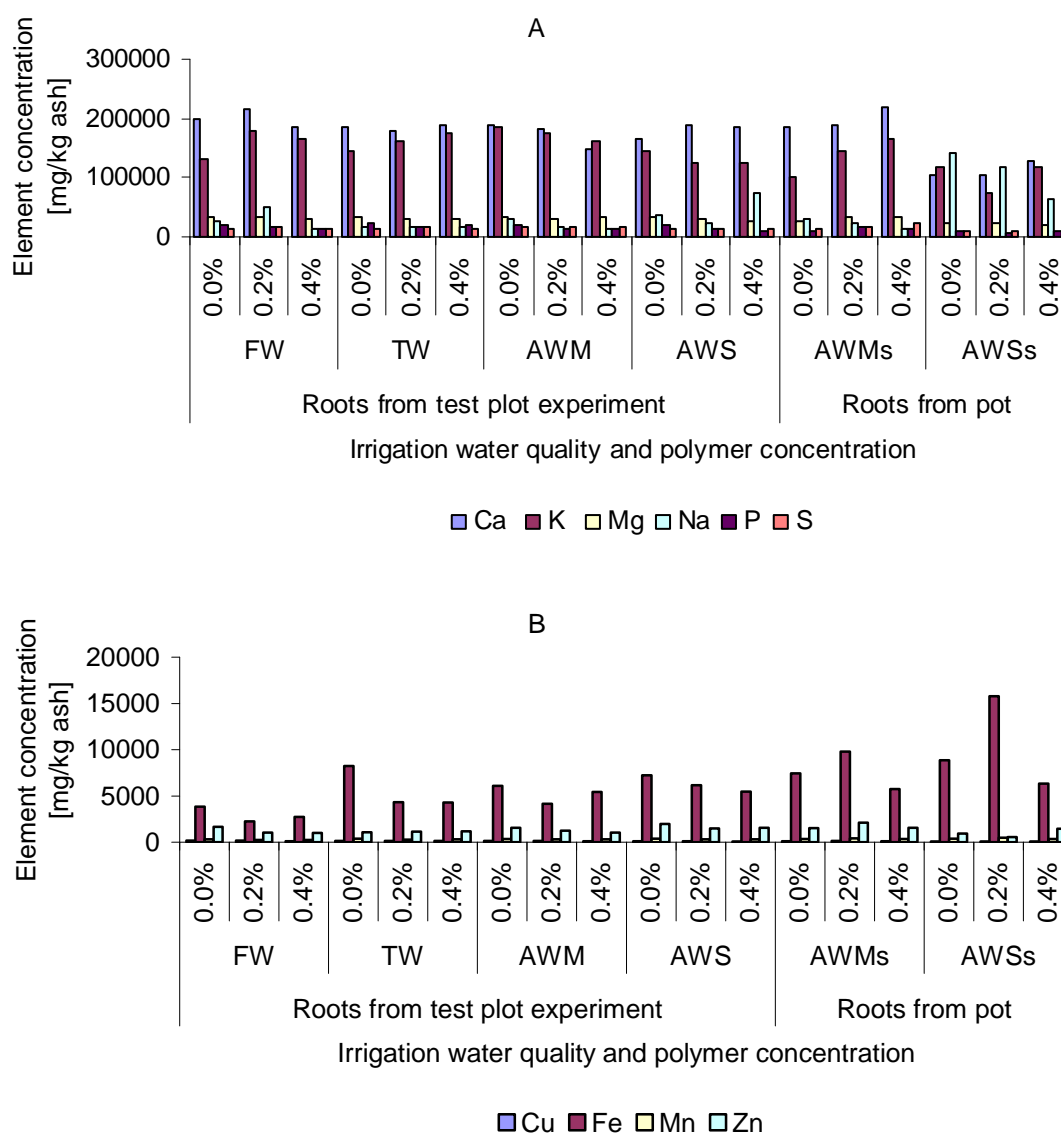 A
Element concentration
[mg/kg ash]
300000
200000
100000
0
0.0% 0.2% 0.4% 0.0% 0.2% 0.4% 0.0% 0.2% 0.4% 0.0% 0.2% 0.4% 0.0% 0.2% 0.4% 0.0% 0.2% 0.4%
FW TW AWM AWS AWMs AWSs
Roots from test plot experiment Roots from pot
Irrigation water quality and polymer concentration
Ca K Mg Na P S
B
Element concentration
[mg/kg ash]
20000
15000
10000
5000
0
0.0% 0.2% 0.4% 0.0% 0.2% 0.4% 0.0% 0.2% 0.4% 0.0% 0.2% 0.4% 0.0% 0.2% 0.4% 0.0% 0.2% 0.4%
FW TW AWM AWS AWMs AWSs
Roots from test plot experiment Roots from pot
Irrigation water quality and polymer concentration
Cu Fe Mn Zn